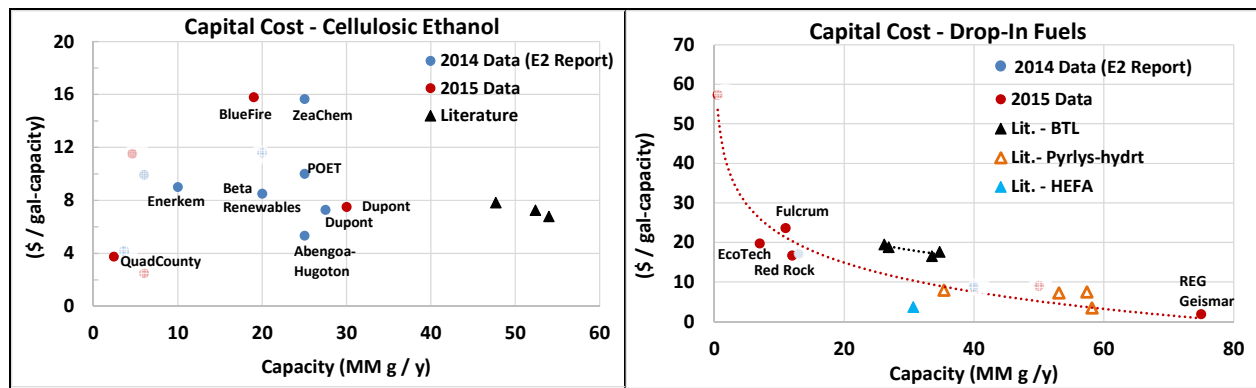 Capital Cost - Cellulosic Ethanol
20
16
12
8
4
0
($ / gal-capacity)
2014 Data (E2 Report)
2015 Data
Literature
BlueFire
ZeaChem
POET
Enerkem
Beta
Renewables
Dupont
Dupont
Abengoa-
Hugoton
QuadCounty
0 10 20 30 40 50 60
Capacity (MM g / y)
Capital Cost - Drop-In Fuels
70
60
50
40
30
20
10
0
($ / gal-capacity)
2014 Data (E2 Report)
2015 Data
Lit. - BTL
Lit.- Pyrlys-hydrt
Lit. - HEFA
Fulcrum
EcoTech
Red Rock
REG
Geismar
0 20 40 60 80
Capacity (MM g /y)